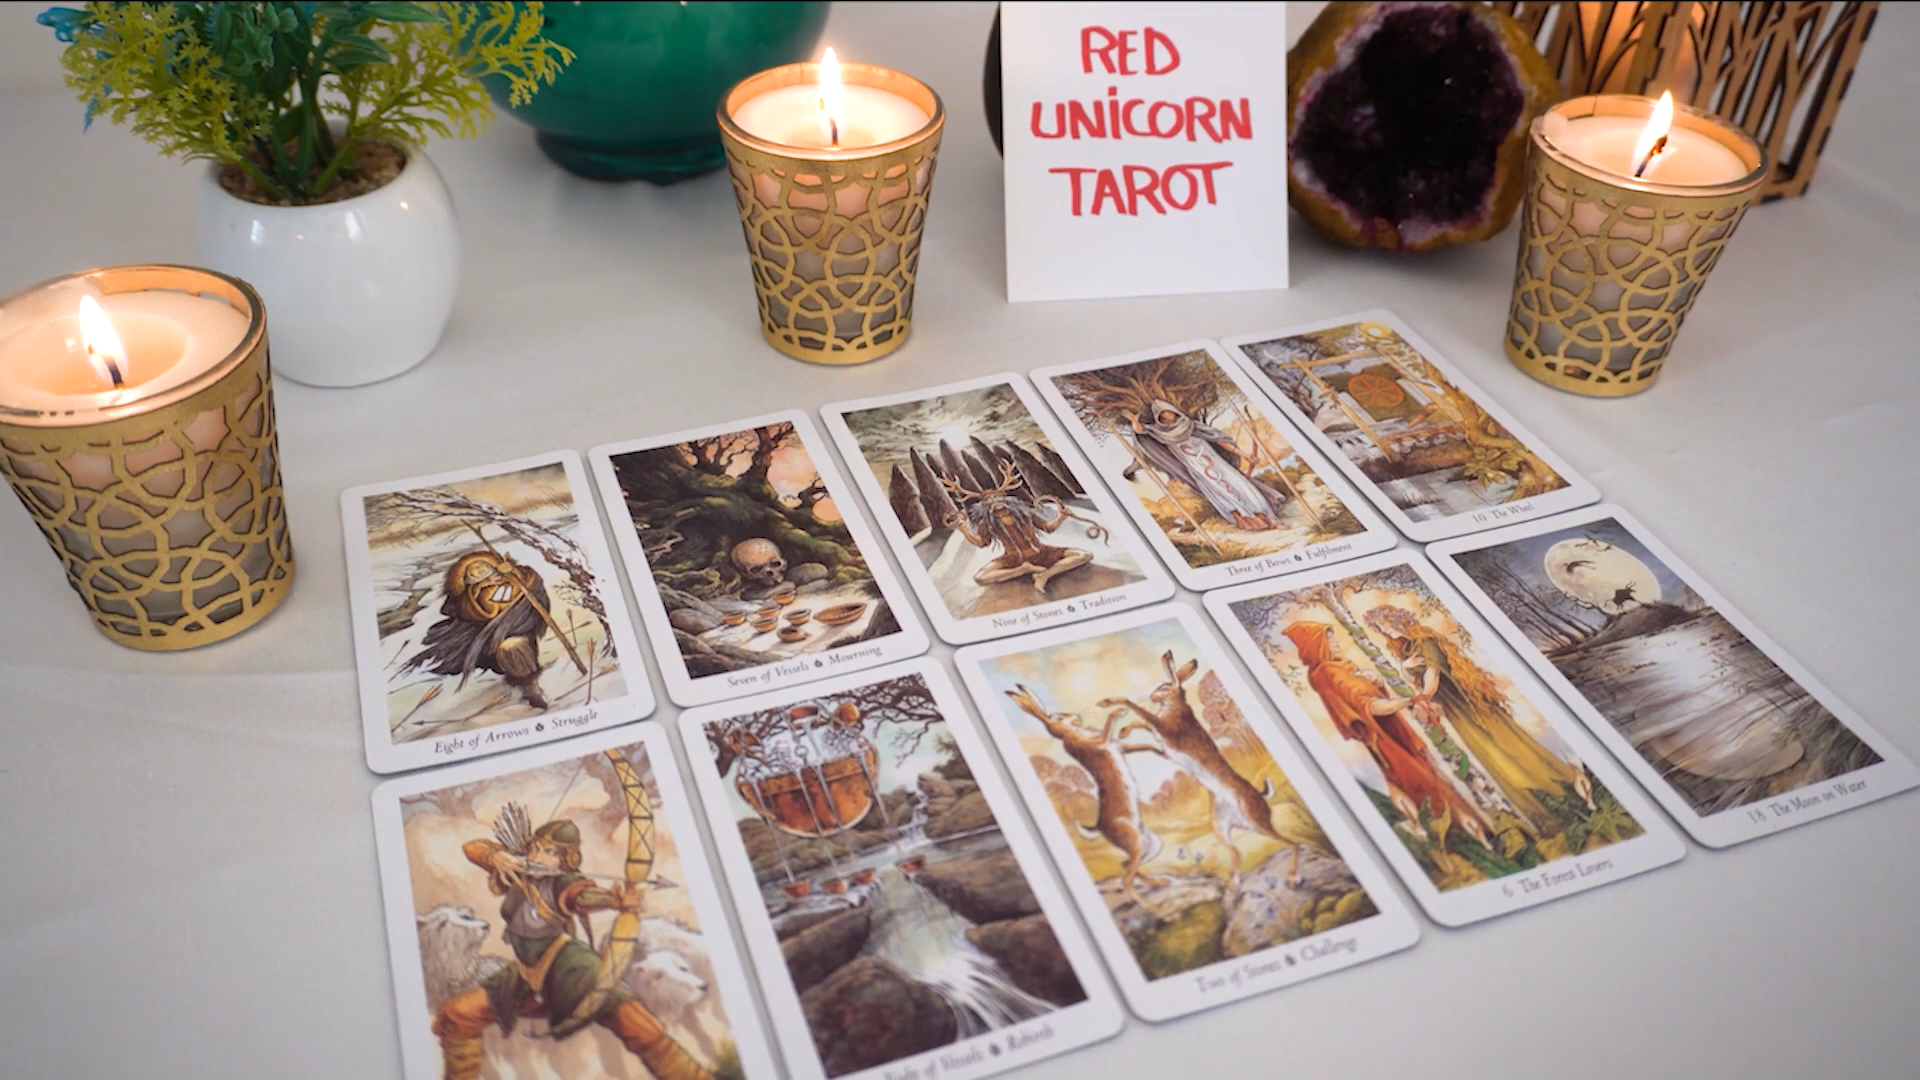 RED
UNICORN
TAROT
10 The Wheel
Three of Bows Fulfilment
Nine of Stones Tradition
Seven of Vessels Mourning
Eight of Arrows Struggle
18 The Moon on Water
6 The Forest Lovers
Two of Stones Challenge
Eight of Vessels Rebirth